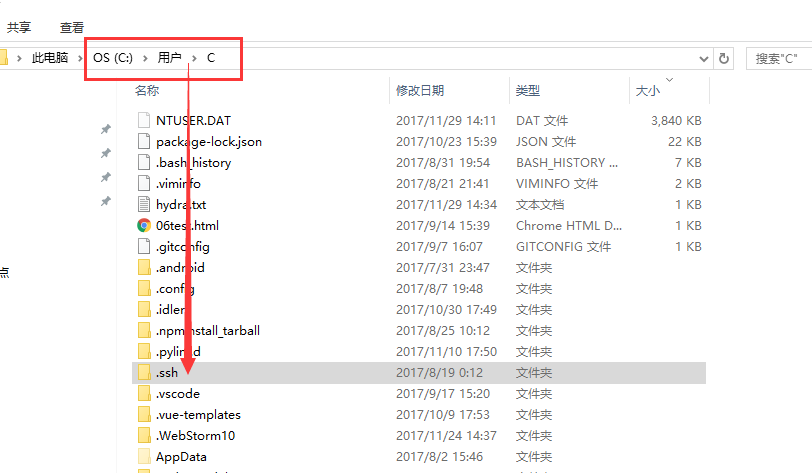 共享 查看
此电脑 OS (C:) 用户 C 搜索"C"
名称 修改日期 类型 大小
NTUSER.DAT 2017/11/29 14:11 DAT 文件 3,840 KB
package-lock.json 2017/10/23 15:39 JSON 文件 22 KB
.bash_history 2017/8/31 19:54 BASH_HISTORY ... 7 KB
.viminfo 2017/8/21 21:41 VIMINFO 文件 2 KB
hydra.txt 2017/11/29 14:34 文本文档 1 KB
06test.html 2017/9/14 15:39 Chrome HTML D... 1 KB
.gitconfig 2017/9/7 16:07 GITCONFIG 文件 1 KB
.android 2017/7/31 23:47 文件夹
点
.config 2017/8/7 19:48 文件夹
.idlerc 2017/10/30 17:49 文件夹
.npminstall_tarball 2017/8/25 10:12 文件夹
.pylint.d 2017/11/10 17:50 文件夹
.ssh 2017/8/19 0:12 文件夹
.vscode 2017/9/17 15:20 文件夹
.vue-templates 2017/10/9 17:53 文件夹
.WebStorm10 2017/11/24 14:37 文件夹
AppData 2017/8/2 15:46 文件夹